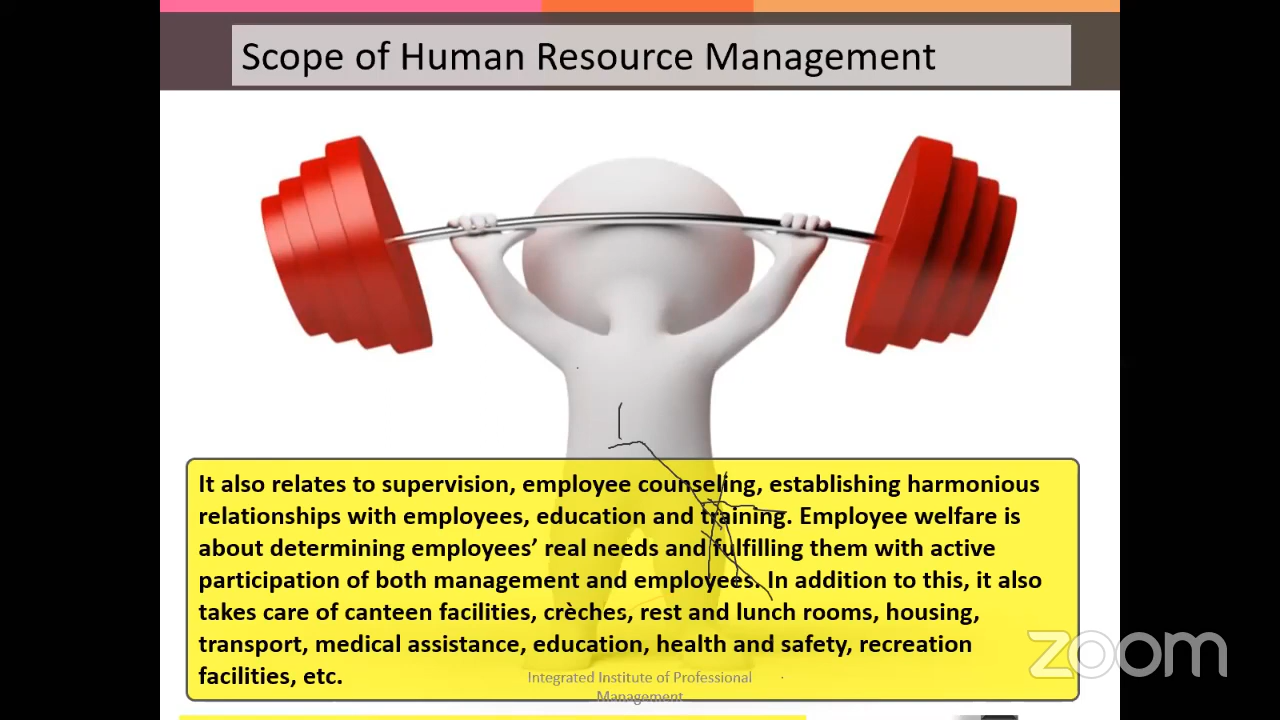 Scope of Human Resource Management
It also relates to supervision, employee counseling, establishing harmonious
relationships with employees, education and training. Employee welfare is
about determining employees’ real needs and fulfilling them with active
participation of both management and employees. In addition to this, it also
takes care of canteen facilities, crèches, rest and lunch rooms, housing,
transport, medical assistance, education, health and safety, recreation
facilities, etc.
Integrated Institute of Professional
Management
zoom